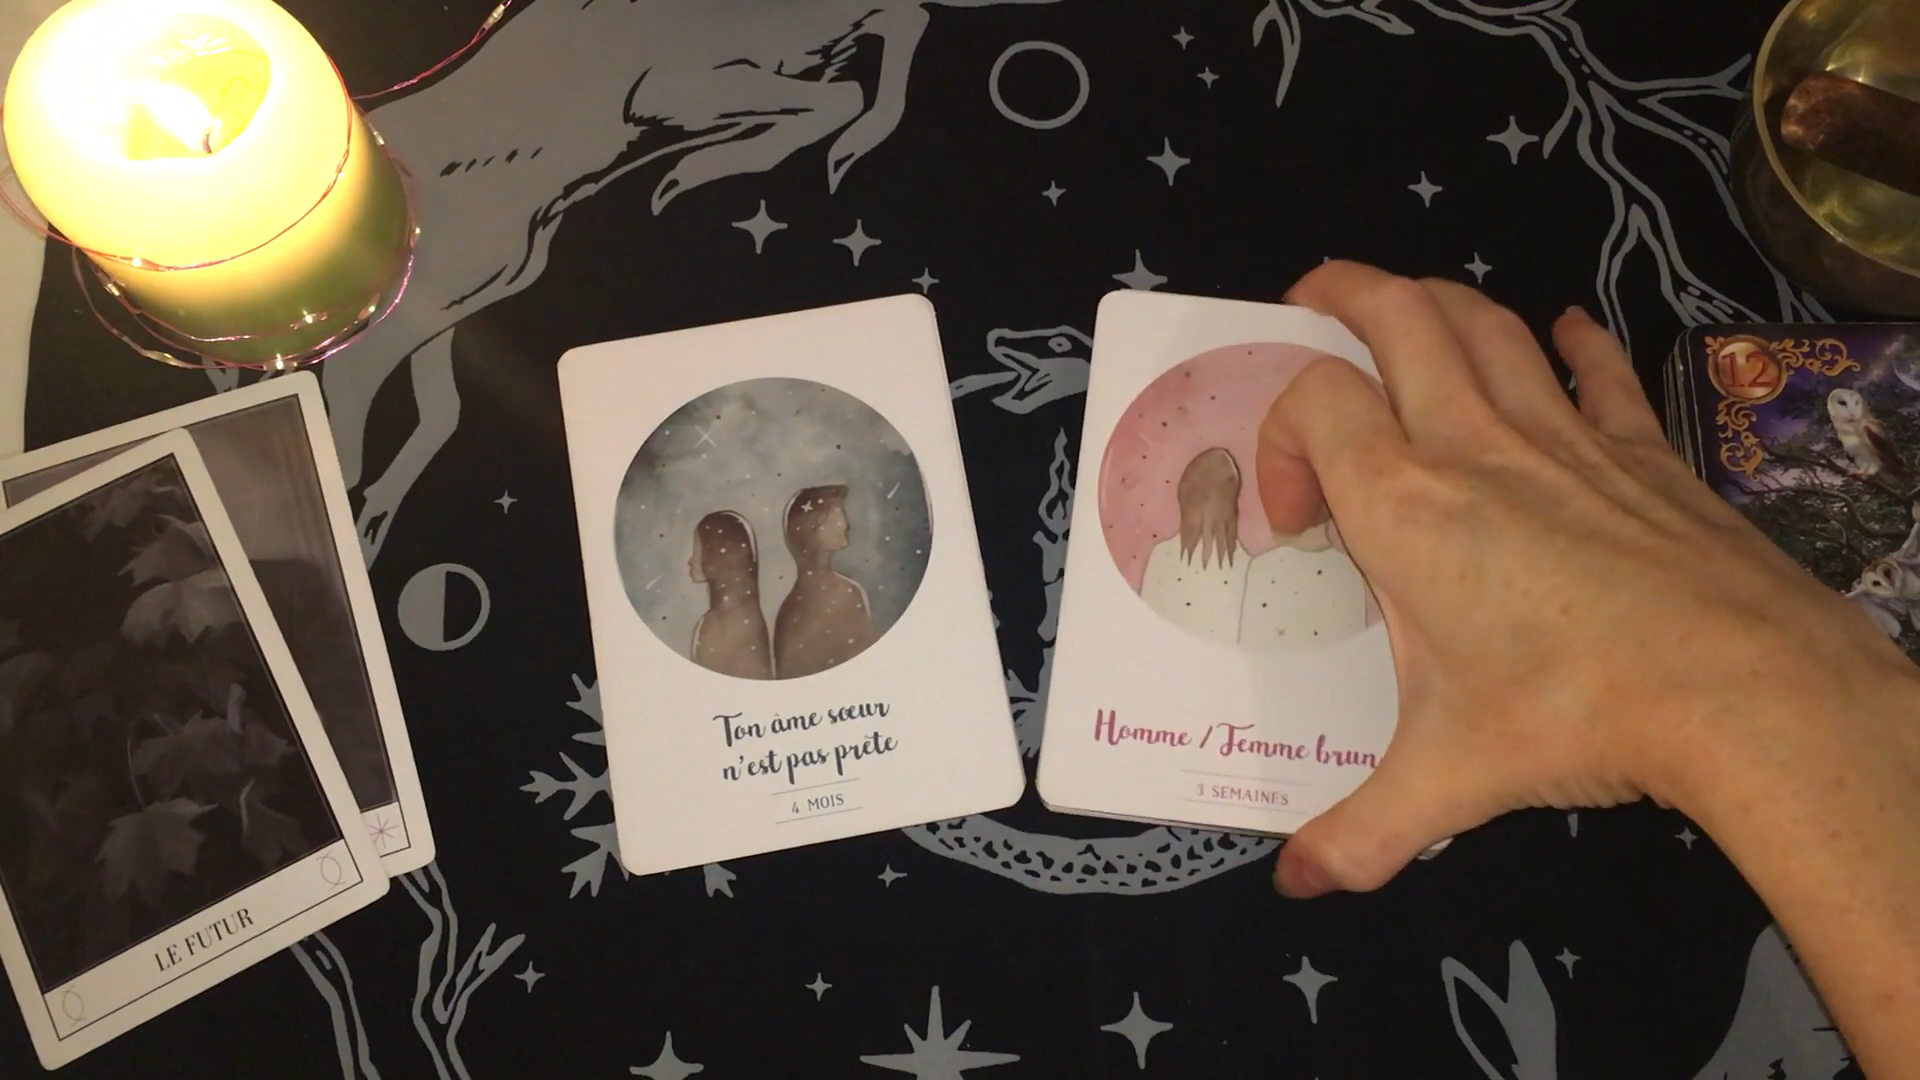 12
LE FUTUR
Ton âme sœur
n'est pas prête
4 MOIS
Homme / Femme brun
3 SEMAINES